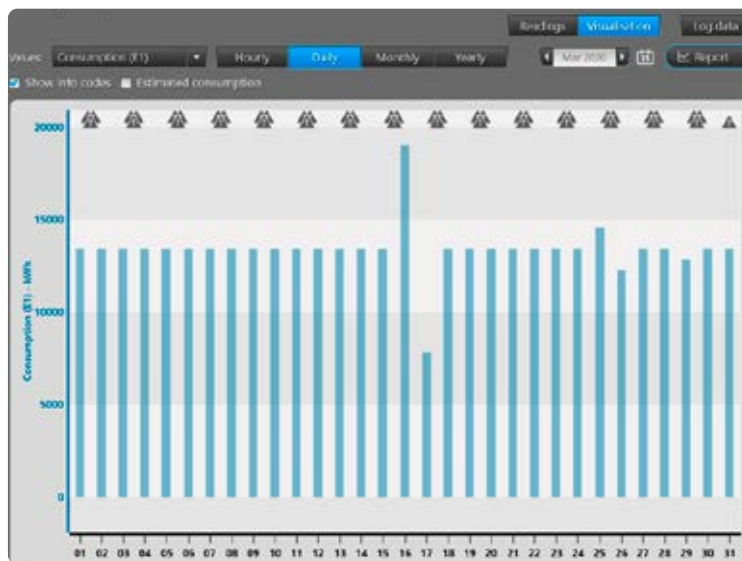 Readings Visualisation Log data
Values: Consumption (E1) Hourly Daily Monthly Yearly Mar 2020 Report
Show info codes Estimated consumption
20000
15000
10000
5000
0
Consumption (E1) - kWh
01 02 03 04 05 06 07 08 09 10 11 12 13 14 15 16 17 18 19 20 21 22 23 24 25 26 27 28 29 30 31